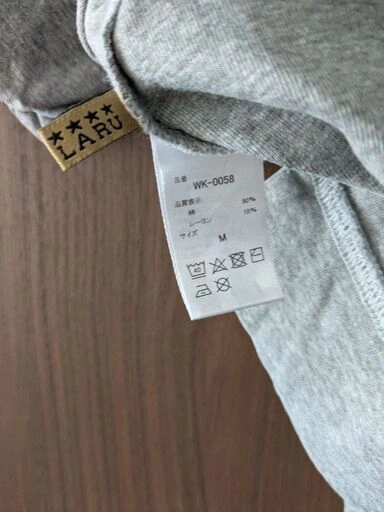 ★★★★
LARU
品番 WK-0058
品質表示 90%
綿 10%
レーヨン
サイズ M
40